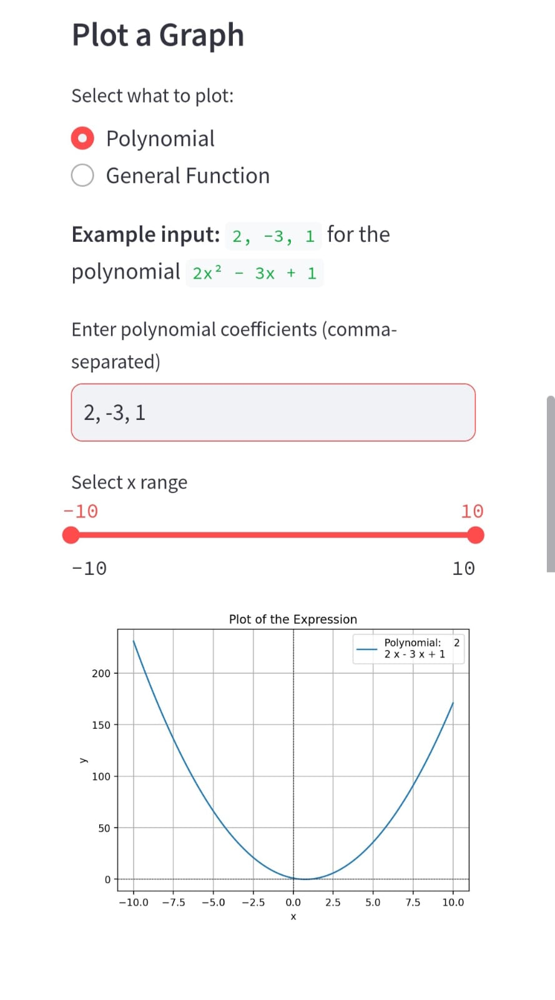 Plot a Graph
Select what to plot:
Polynomial
General Function
Example input: 2, -3, 1 for the
polynomial 2x² - 3x + 1
Enter polynomial coefficients (comma-
separated)
2, -3, 1
Select x range
-10 10
-10 10
Plot of the Expression
Polynomial: 2
2 x - 3 x + 1
200
150
y
100
50
0
−10.0 −7.5 −5.0 −2.5 0.0 2.5 5.0 7.5 10.0
x